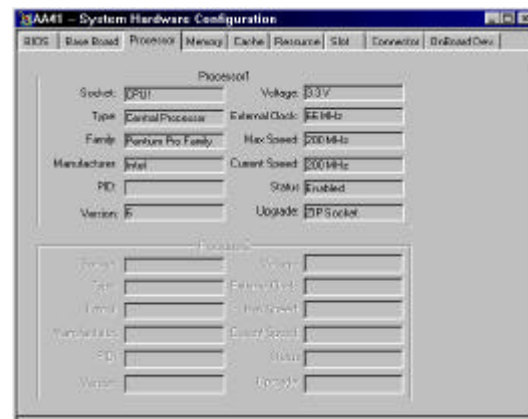 AA41 - System Hardware Configuration
BIOS Base Board Processor Memory Cache Resource Slot Connector OnBoard Dev.
Processor1
Socket: CPU1 Voltage: 3.3 V
Type: Central Processor External Clock: 66 MHz
Family: Pentium Pro Family Max Speed: 200 MHz
Manufacturer: Intel Current Speed: 200 MHz
PID: Status: Enabled
Version: 6 Upgrade: ZIP Socket
Processor2
Socket: Voltage:
Type: External Clock:
Family: Max Speed:
Manufacturer: Current Speed:
PID: Status:
Version: Upgrade: